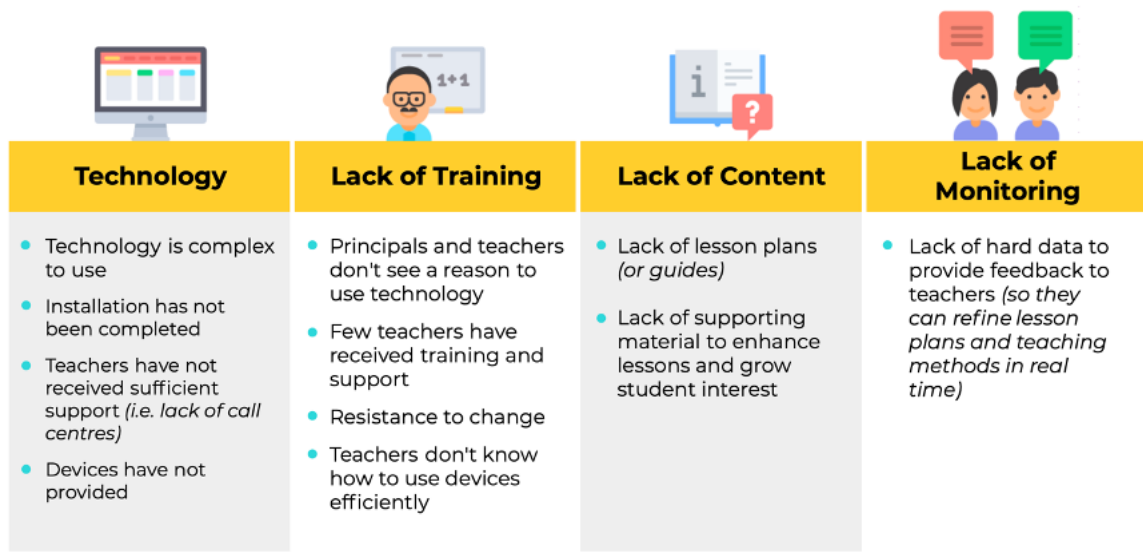 1+1
i
?
Technology
Lack of Training
Lack of Content
Lack of
Monitoring
Technology is complex
to use
Installation has not
been completed
Teachers have not
received sufficient
support (i.e. lack of call
centres)
Devices have not
provided
Principals and teachers
don't see a reason to
use technology
Few teachers have
received training and
support
Resistance to change
Teachers don't know
how to use devices
efficiently
Lack of lesson plans
(or guides)
Lack of supporting
material to enhance
lessons and grow
student interest
Lack of hard data to
provide feedback to
teachers (so they
can refine lesson
plans and teaching
methods in real
time)